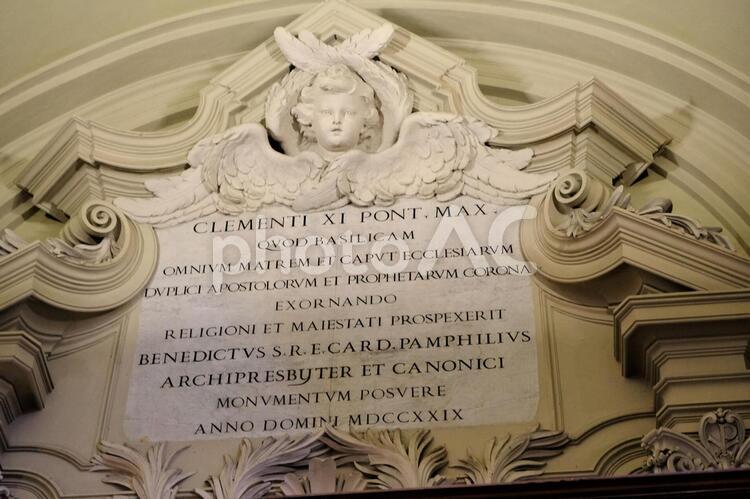 CLEMENTI XI PONT. MAX.
QVOD BASILICAM
OMNIVM MATREM ET CAPVT ECCLESIARVM
DVPLICI APOSTOLORVM ET PROPHETARVM CORONA
EXORNANDO
RELIGIONI ET MAIESTATI PROSPEXERIT
BENEDICTVS S.R.E.CARD.PAMPHILIVS
ARCHIPRESBYTER ET CANONICI
MONVMENTVM POSVERE
ANNO DOMINI MDCCXXIX
photoAC